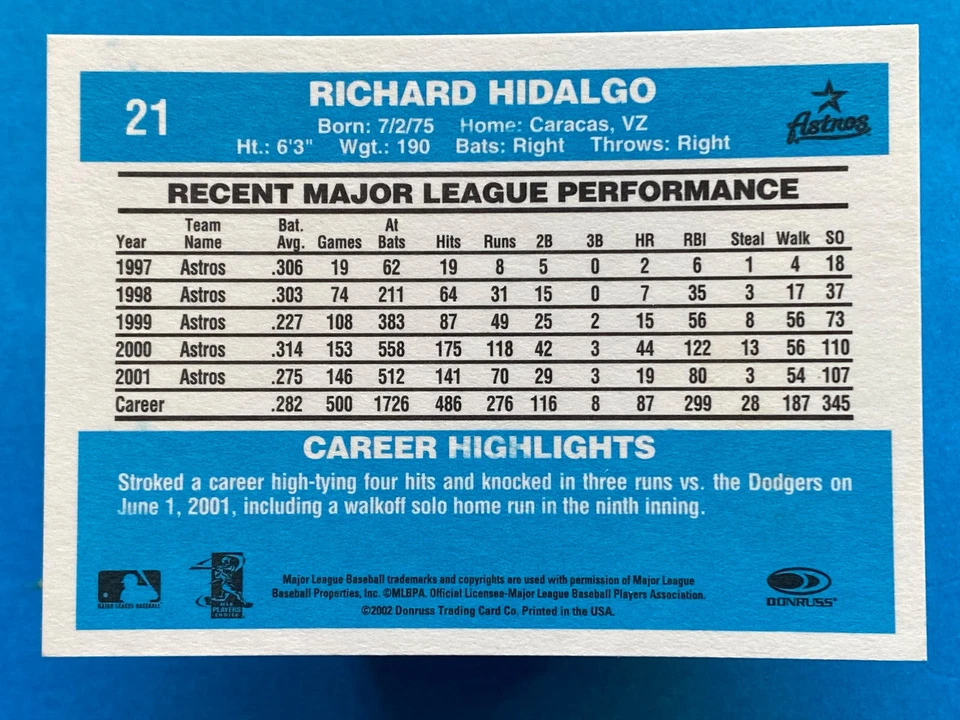 21
RICHARD HIDALGO
Born: 7/2/75 Home: Caracas, VZ
Ht.: 6'3" Wgt.: 190 Bats: Right Throws: Right
Astros
RECENT MAJOR LEAGUE PERFORMANCE
Year Team Name Bat. Avg. Games At Bats Hits Runs 2B 3B HR RBI Steal Walk SO
1997 Astros .306 19 62 19 8 5 0 2 6 1 4 18
1998 Astros .303 74 211 64 31 15 0 7 35 3 17 37
1999 Astros .227 108 383 87 49 25 2 15 56 8 56 73
2000 Astros .314 153 558 175 118 42 3 44 122 13 56 110
2001 Astros .275 146 512 141 70 29 3 19 80 3 54 107
Career .282 500 1726 486 276 116 8 87 299 28 187 345
CAREER HIGHLIGHTS
Stroked a career high-tying four hits and knocked in three runs vs. the Dodgers on
June 1, 2001, including a walkoff solo home run in the ninth inning.
MAJOR LEAGUE BASEBALL
MLB
PLAYERS
CHOICE
Major League Baseball trademarks and copyrights are used with permission of Major League
Baseball Properties, Inc. ©MLBPA. Official Licensee-Major League Baseball Players Association.
©2002 Donruss Trading Card Co. Printed in the USA.
DONRUSS